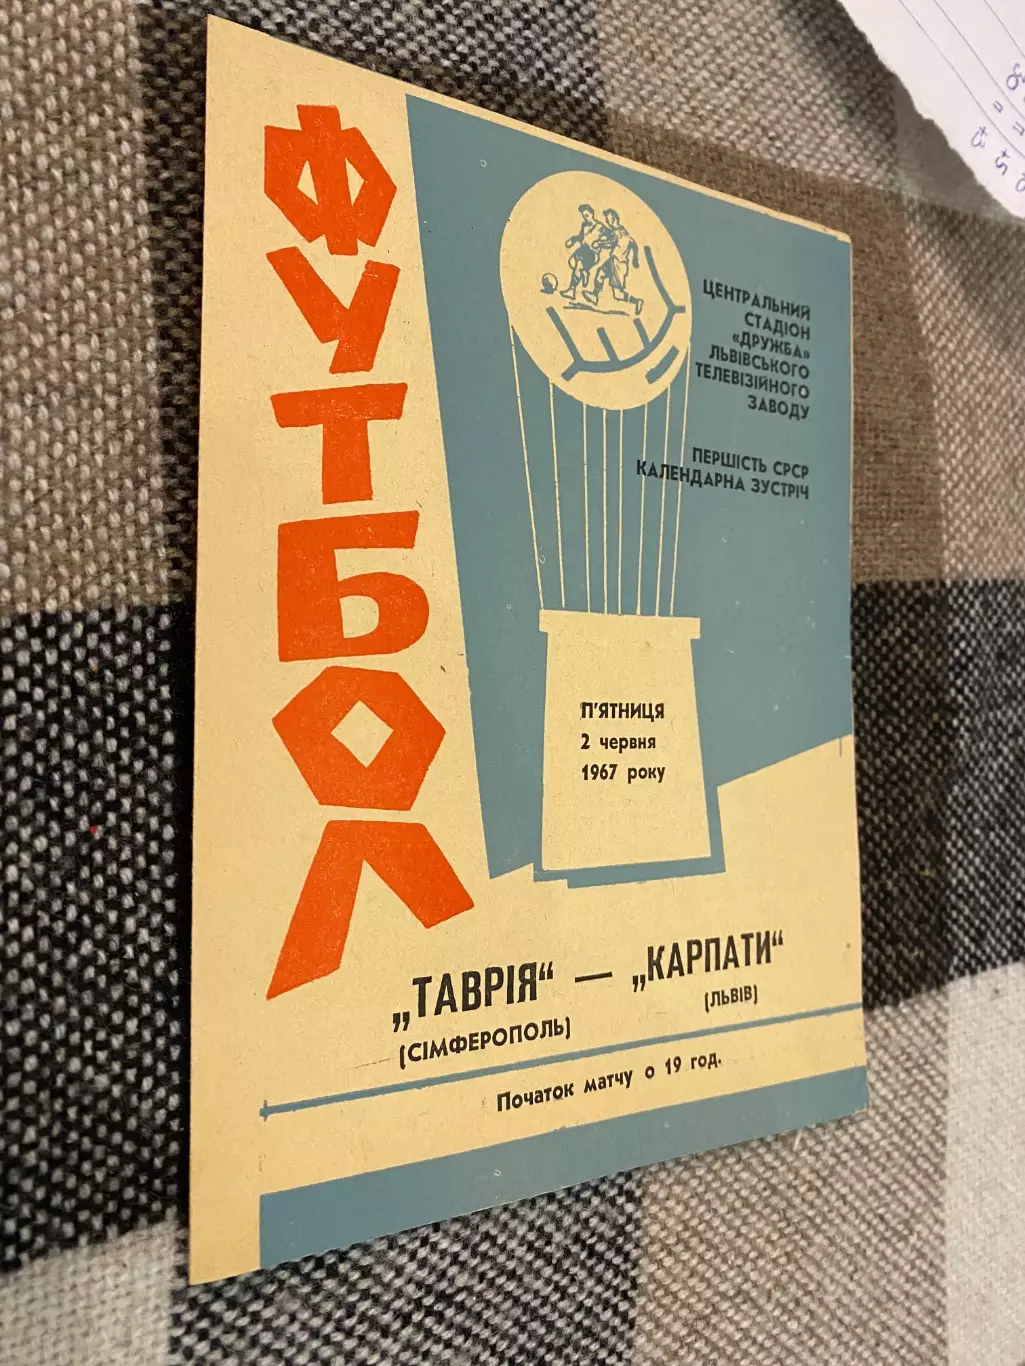 ФУТБОЛ
ЦЕНТРАЛЬНИЙ
СТАДІОН
«ДРУЖБА»
ЛЬВІВСЬКОГО
ТЕЛЕВІЗІЙНОГО
ЗАВОДУ
ПЕРШІСТЬ СРСР
КАЛЕНДАРНА ЗУСТРІЧ
П'ЯТНИЦЯ
2 червня
1967 року
„ТАВРІЯ“ — „КАРПАТИ“
(СІМФЕРОПОЛЬ) (ЛЬВІВ)
Початок матчу о 19 год.